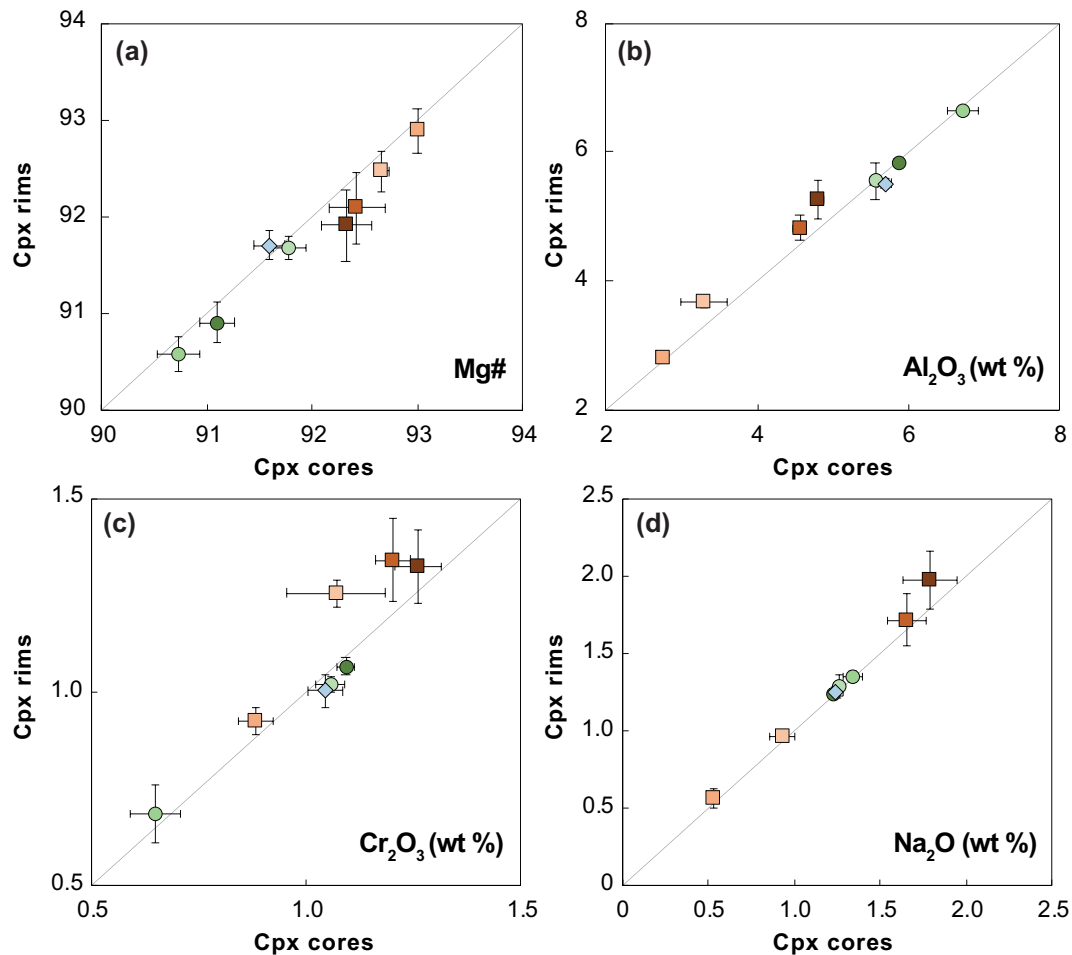 94
(a)
93
Cpx rims
92
91
Mg#
90
90 91 92 93 94
Cpx cores
8
(b)
6
Cpx rims
4
Al₂O₃ (wt %)
2
2 4 6 8
Cpx cores
1.5
(c)
Cpx rims
1.0
Cr₂O₃ (wt %)
0.5
0.5 1.0 1.5
Cpx cores
2.5
(d)
2.0
Cpx rims
1.5
1.0
0.5
Na₂O (wt %)
0
0 0.5 1.0 1.5 2.0 2.5
Cpx cores